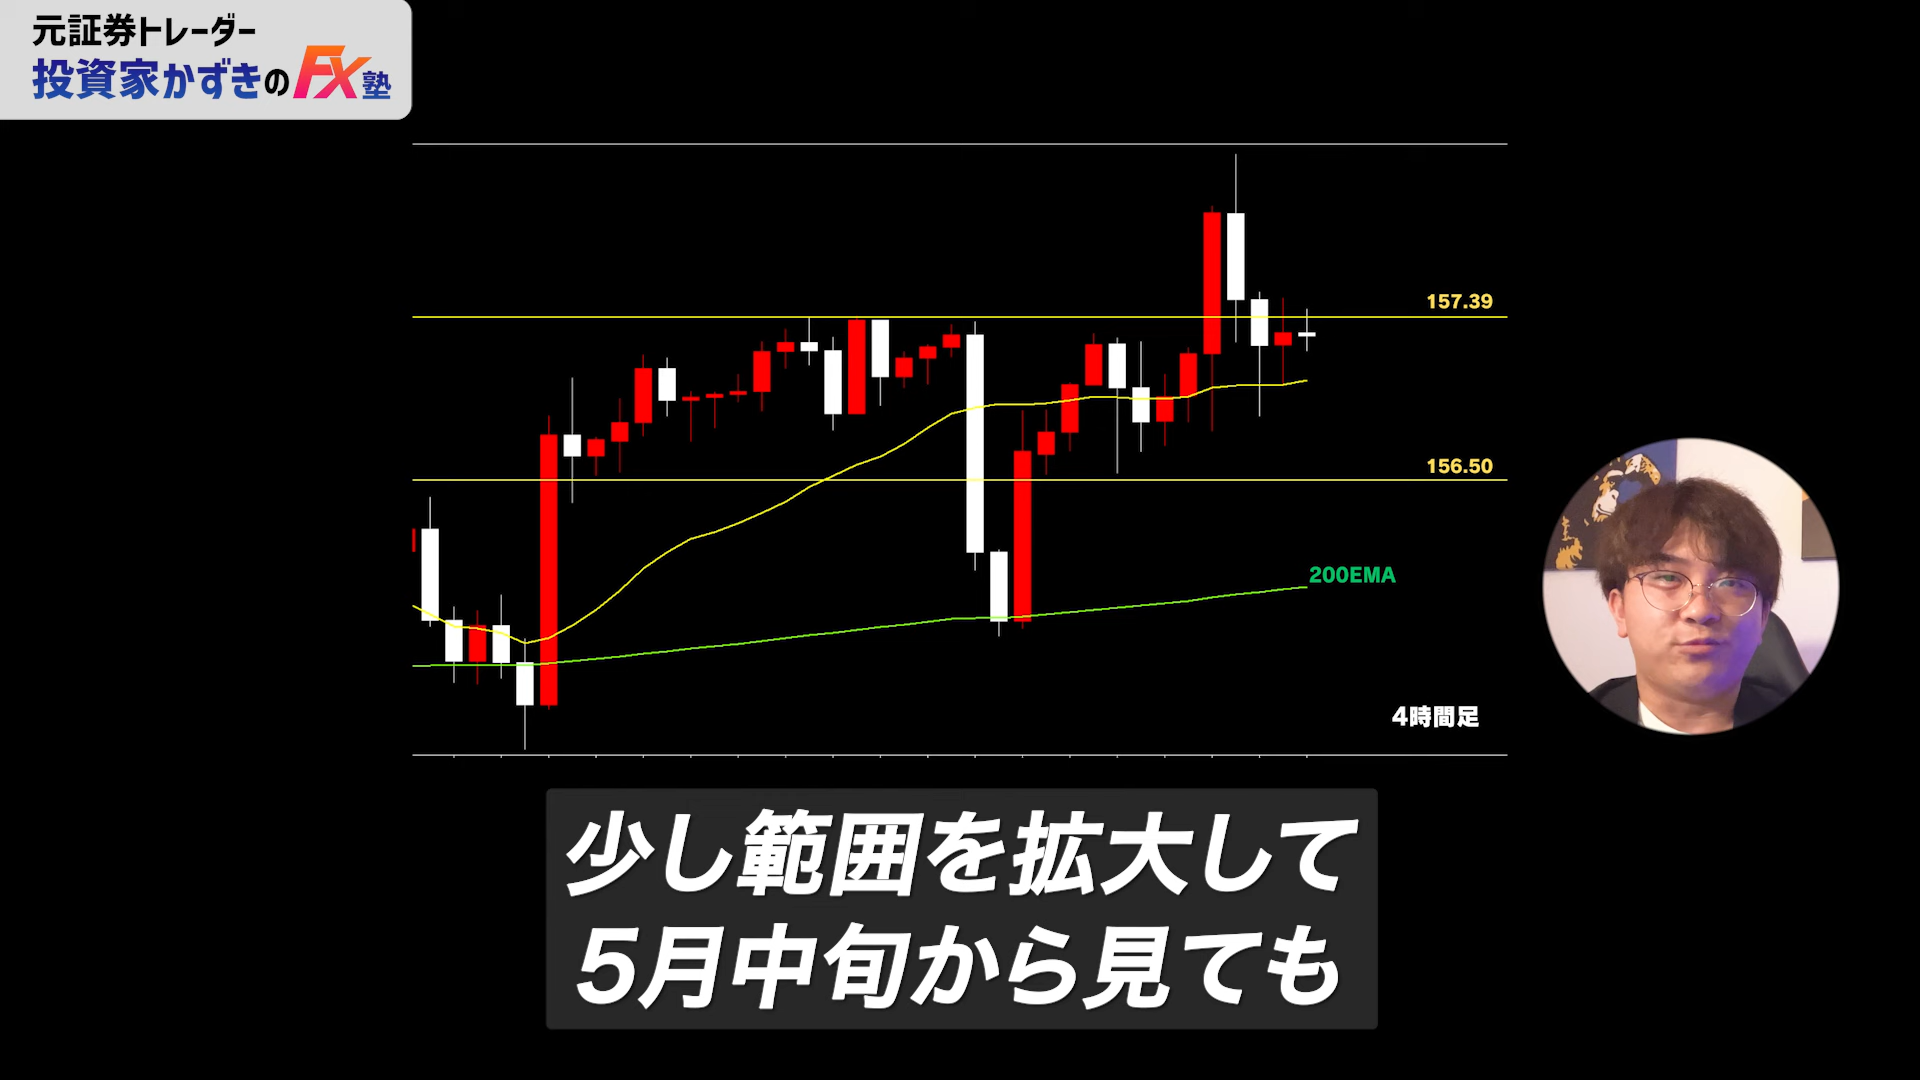 元証券トレーダー
投資家かずきのFX塾
157.39
156.50
200EMA
4時間足
少し範囲を拡大して
5月中旬から見ても